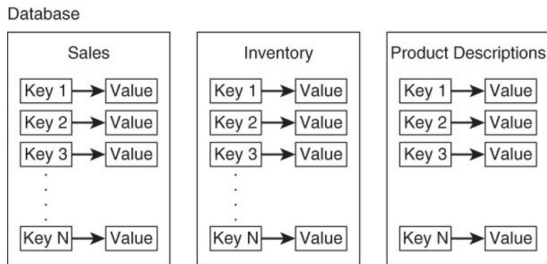 Database
Sales
Key 1 Value
Key 2 Value
Key 3 Value
Key N Value
Inventory
Key 1 Value
Key 2 Value
Key 3 Value
Key N Value
Product Descriptions
Key 1 Value
Key 2 Value
Key 3 Value
Key N Value